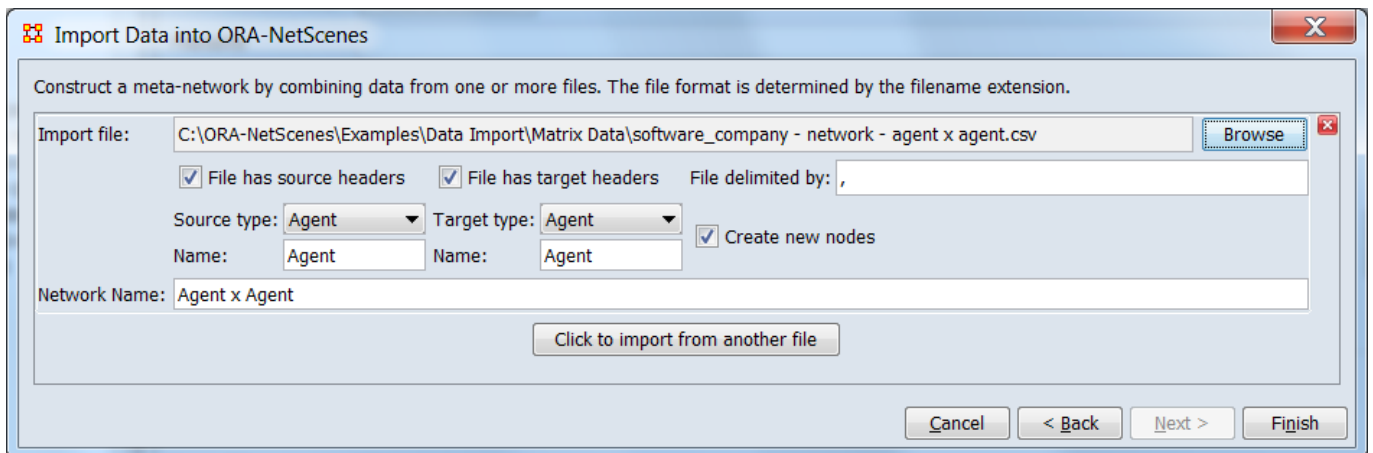 Import Data into ORA-NetScenes
X
Construct a meta-network by combining data from one or more files. The file format is determined by the filename extension.
Import file: C:\ORA-NetScenes\Examples\Data Import\Matrix Data\software_company - network - agent x agent.csv Browse
File has source headers File has target headers File delimited by: ,
Source type: Agent Target type: Agent
Create new nodes
Name: Agent Name: Agent
Network Name: Agent x Agent
Click to import from another file
Cancel < Back Next > Finish